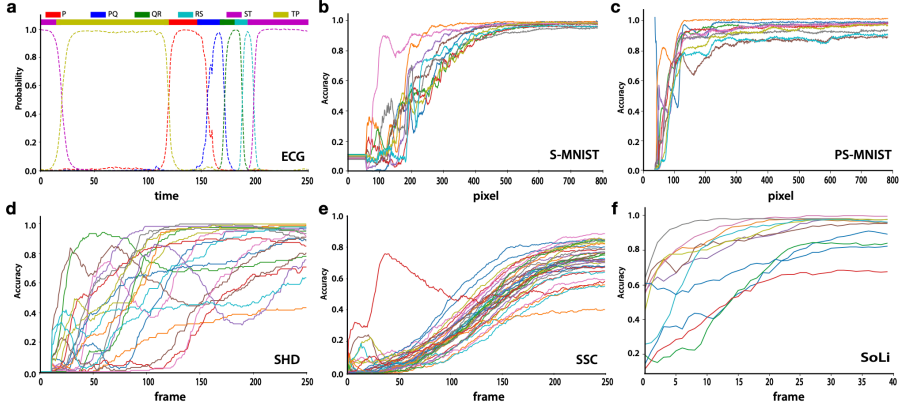 a
P PQ QR RS ST TP
1.0
0.8
0.6
0.4
0.2
0.0
Probability
0 50 100 150 200 250
time
ECG
b
1.0
0.8
0.6
0.4
0.2
0.0
Accuracy
0 100 200 300 400 500 600 700 800
pixel
S-MNIST
c
1.0
0.8
0.6
0.4
0.2
0.0
Accuracy
0 100 200 300 400 500 600 700 800
pixel
PS-MNIST
d
1.0
0.8
0.6
0.4
0.2
0.0
Accuracy
0 50 100 150 200 250
frame
SHD
e
1.0
0.8
0.6
0.4
0.2
0.0
Accuracy
0 50 100 150 200 250
frame
SSC
f
1.0
0.8
0.6
0.4
0.2
Accuracy
0 5 10 15 20 25 30 35 40
frame
SoLi